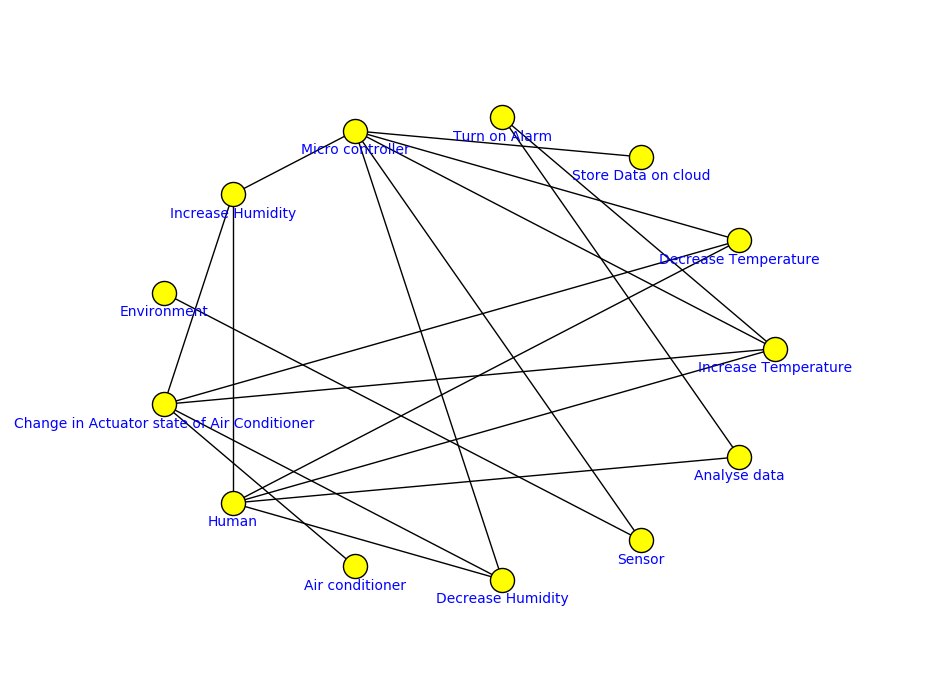 Turn on Alarm
Micro controller
Store Data on cloud
Increase Humidity
Decrease Temperature
Environment
Increase Temperature
Change in Actuator state of Air Conditioner
Analyse data
Human
Sensor
Air conditioner
Decrease Humidity